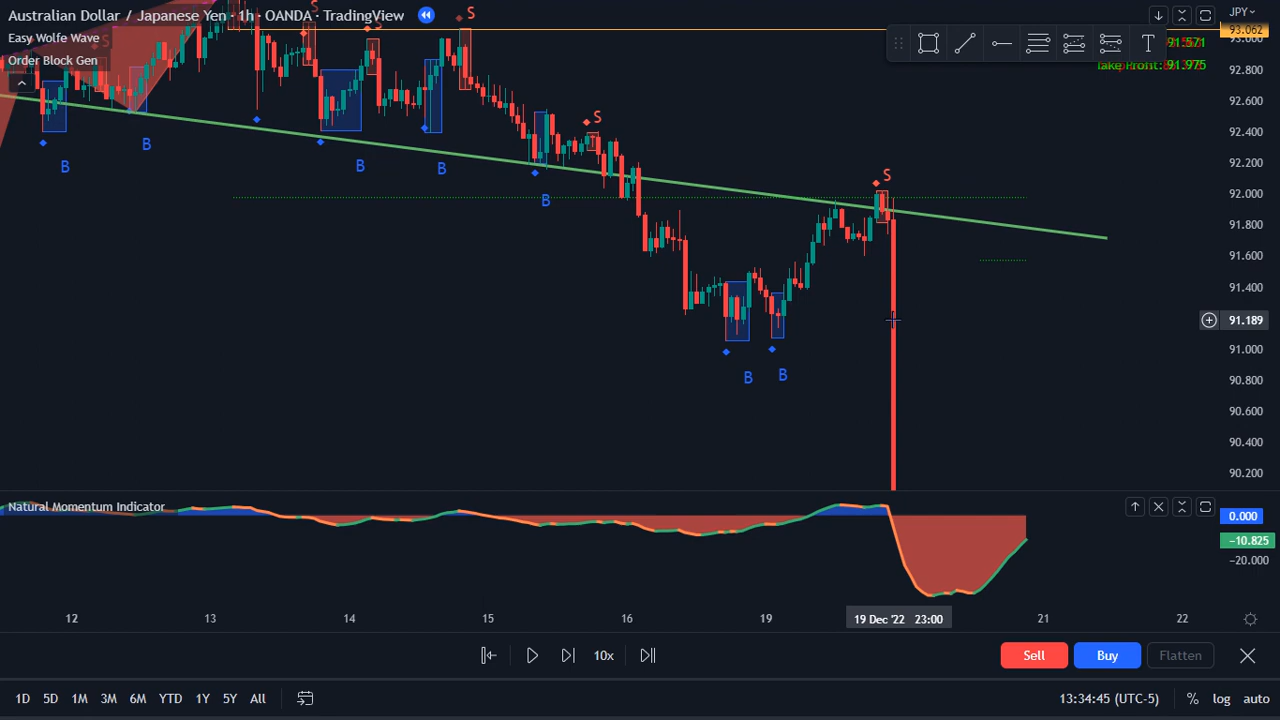 Australian Dollar / Japanese Yen · 1h · OANDA · TradingView
JPY
Easy Wolfe Wave
Order Block Gen
93.062
93.000
91.571
Take Profit: 91.975
92.800
92.600
92.400
92.200
92.000
91.800
91.600
91.400
91.189
91.000
90.800
90.600
90.400
90.200
S
S
S
S
S
B
B
B
B
B
B
B
T
Natural Momentum Indicator
0.000
−10.825
−20.000
12
13
14
15
16
19
19 Dec '22 23:00
21
22
10x
Sell
Buy
Flatten
1D 5D 1M 3M 6M YTD 1Y 5Y All
13:34:45 (UTC-5)
% log auto